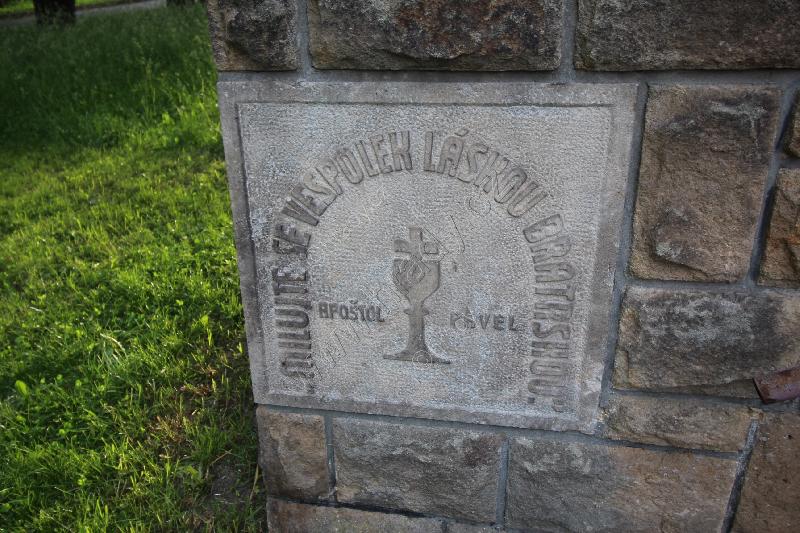 „MILUJTE SE VESPOLEK LÁSKOU BRATRSKOU.“
APOŠTOL PAVEL